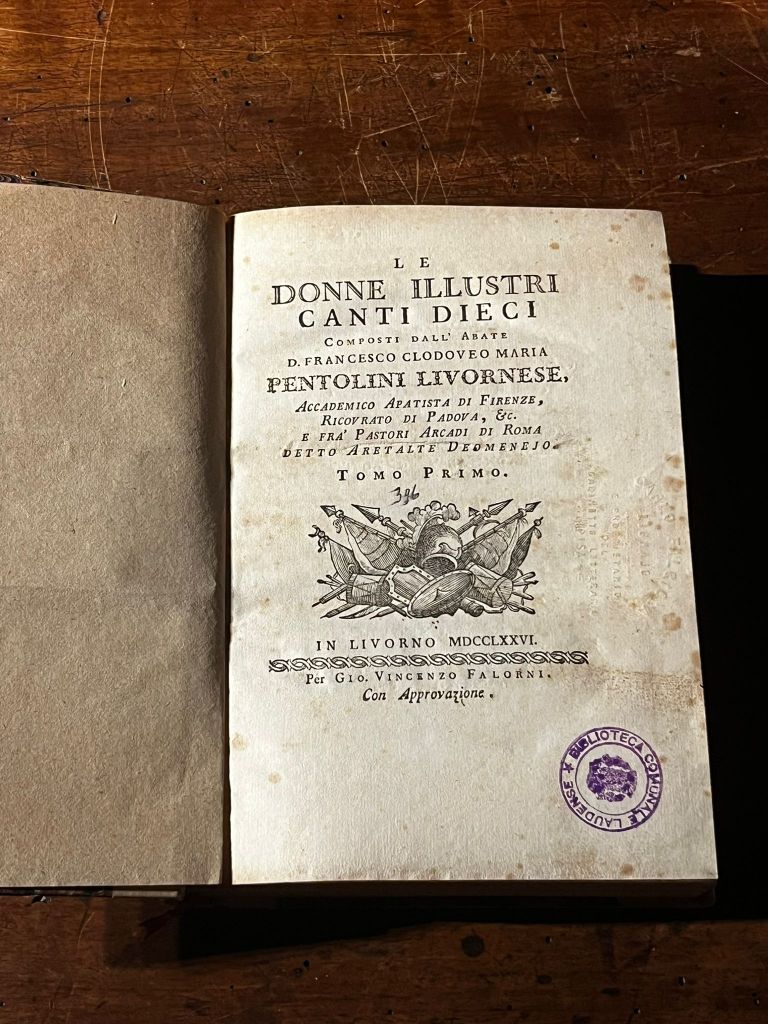 LE
DONNE ILLUSTRI
CANTI DIECI
COMPOSTI DALL' ABATE
D. FRANCESCO CLODOVEO MARIA
PENTOLINI LIVORNESE,
ACCADEMICO APATISTA DI FIRENZE,
RICOVRATO DI PADOVA, &c.
E FRA' PASTORI ARCADI DI ROMA
DETTO ARETALTE DEOMENEJO.
TOMO PRIMO.
396
IN LIVORNO MDCCLXXVI.
Per GIO. VINCENZO FALORNI.
Con Approvazione.
BIBLIOTECA COMUNALE LAUDENSE